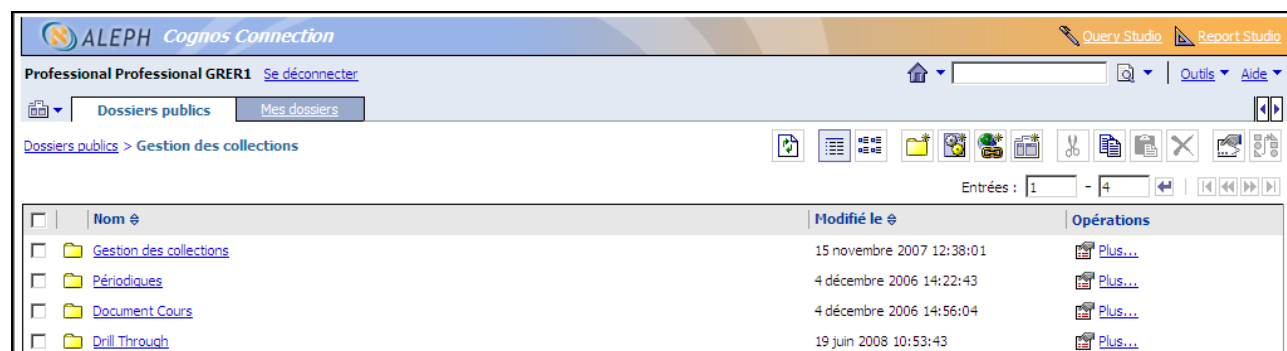 ALEPH Cognos Connection Query Studio Report Studio
Professional Professional GRER1 Se déconnecter Outils Aide
Dossiers publics Mes dossiers
Dossiers publics > Gestion des collections
Entrées : 1 - 4
Nom Modifié le Opérations
Gestion des collections 15 novembre 2007 12:38:01 Plus...
Périodiques 4 décembre 2006 14:22:43 Plus...
Document Cours 4 décembre 2006 14:56:04 Plus...
Drill Through 19 juin 2008 10:53:43 Plus...